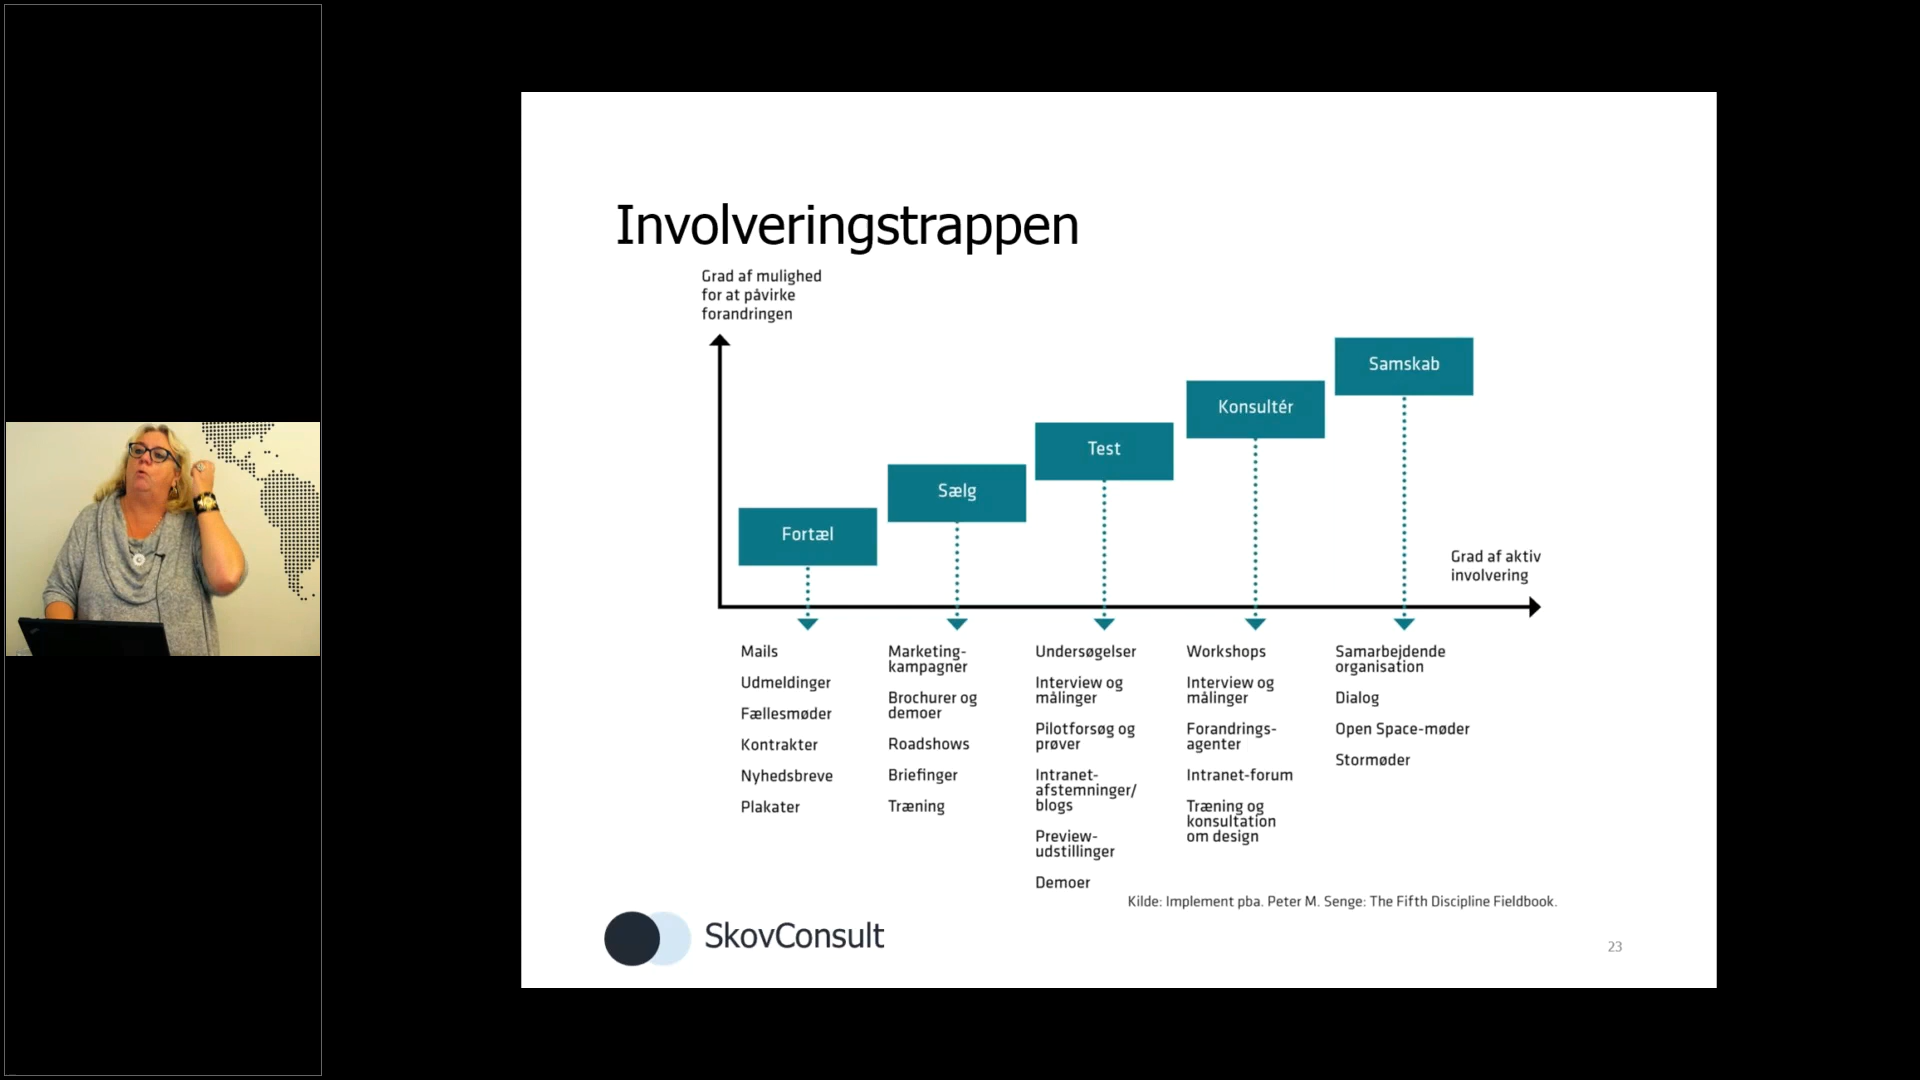 Involveringstrappen
Grad af mulighed
for at påvirke
forandringen
Samskab
Konsultér
Test
Sælg
Fortæl
Grad af aktiv
involvering
Mails
Udmeldinger
Fællesmøder
Kontrakter
Nyhedsbreve
Plakater
Marketing-
kampagner
Brochurer og
demoer
Roadshows
Briefinger
Træning
Undersøgelser
Interview og
målinger
Pilotforsøg og
prøver
Intranet-
afstemninger/
blogs
Preview-
udstillinger
Demoer
Workshops
Interview og
målinger
Forandrings-
agenter
Intranet-forum
Træning og
konsultation
om design
Samarbejdende
organisation
Dialog
Open Space-møder
Stormøder
Kilde: Implement pba. Peter M. Senge: The Fifth Discipline Fieldbook.
SkovConsult
23